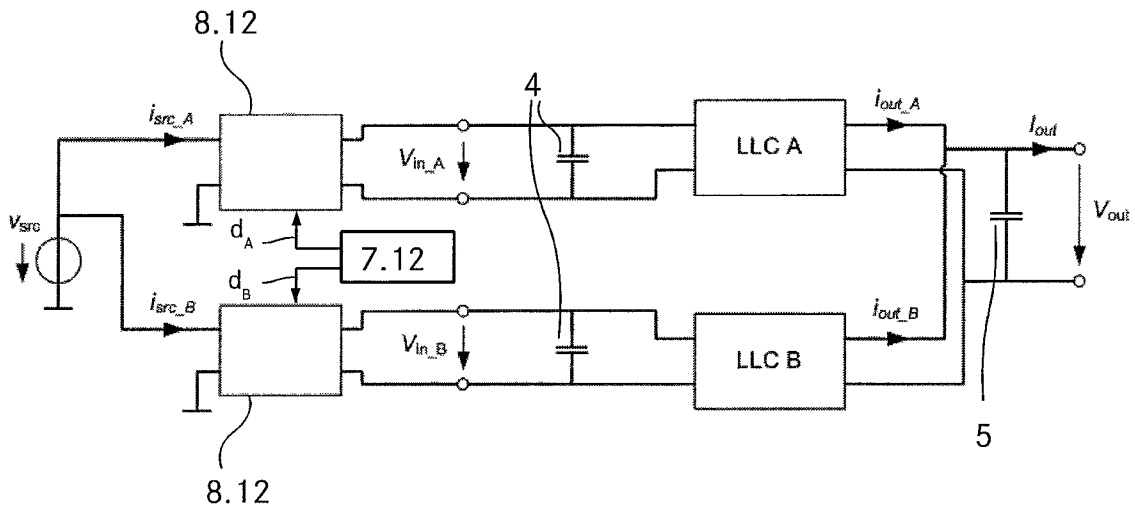 8.12
i_src_A
4
i_out_A
I_out
LLC A
V_in_A
v_src
d_A
7.12
V_out
d_B
i_src_B
V_in_B
i_out_B
LLC B
5
8.12